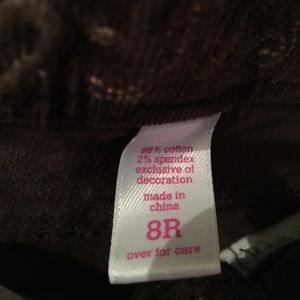 98% cotton
2% spandex
exclusive of
decoration
made in
china
8R
over for care